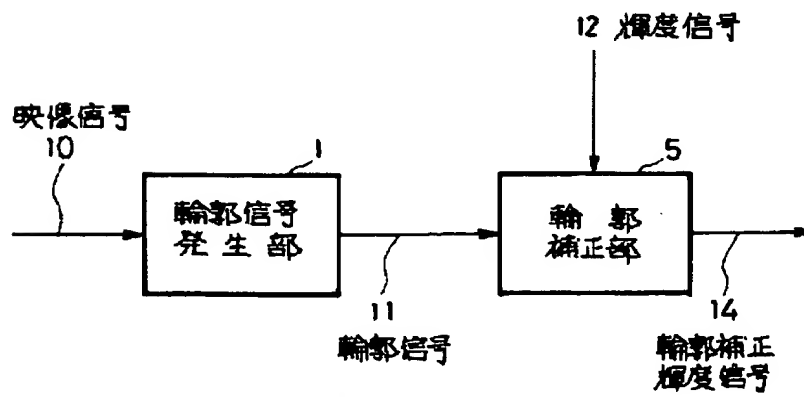 12 輝度信号
映像信号
10
1
5
輪郭信号
発生部
輪郭
補正部
11
輪郭信号
14
輪郭補正
輝度信号